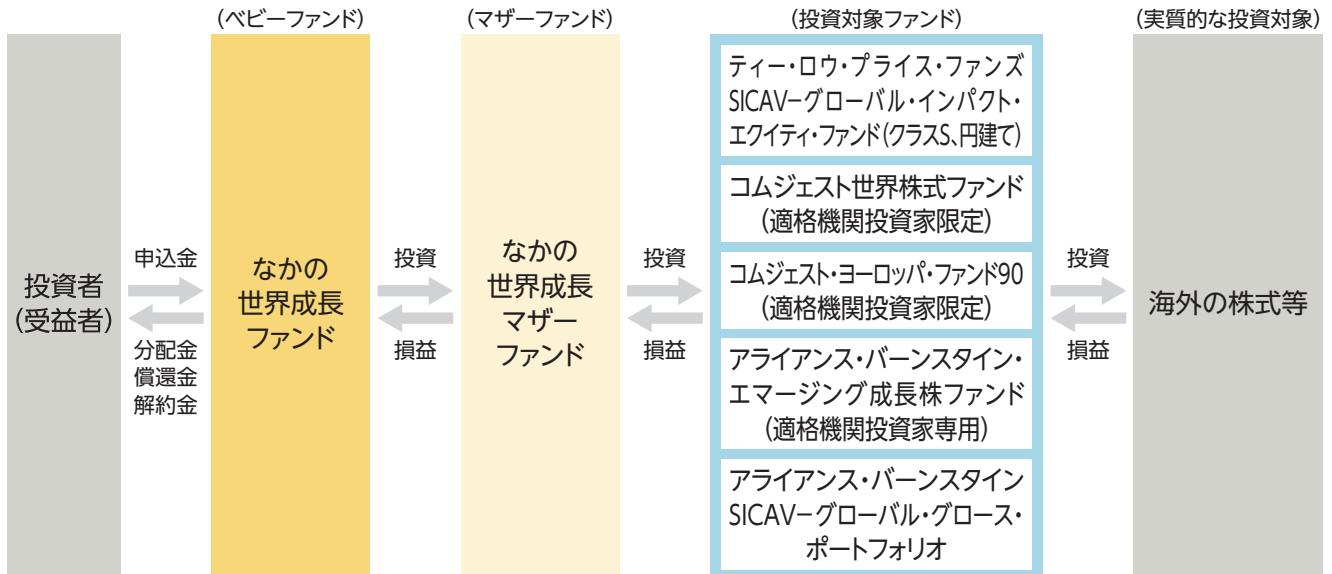 (ベビーファンド)
(マザーファンド)
(投資対象ファンド)
(実質的な投資対象)
投資者
(受益者)
申込金
分配金
償還金
解約金
なかの
世界成長
ファンド
投資
損益
なかの
世界成長
マザー
ファンド
投資
損益
ティー・ロウ・プライス・ファンズ
SICAV−グローバル・インパクト・
エクイティ・ファンド(クラスS、円建て)
コムジェスト世界株式ファンド
(適格機関投資家限定)
コムジェスト・ヨーロッパ・ファンド90
(適格機関投資家限定)
アライアンス・バーンスタイン・
エマージング成長株ファンド
(適格機関投資家専用)
アライアンス・バーンスタイン
SICAV−グローバル・グロース・
ポートフォリオ
投資
損益
海外の株式等